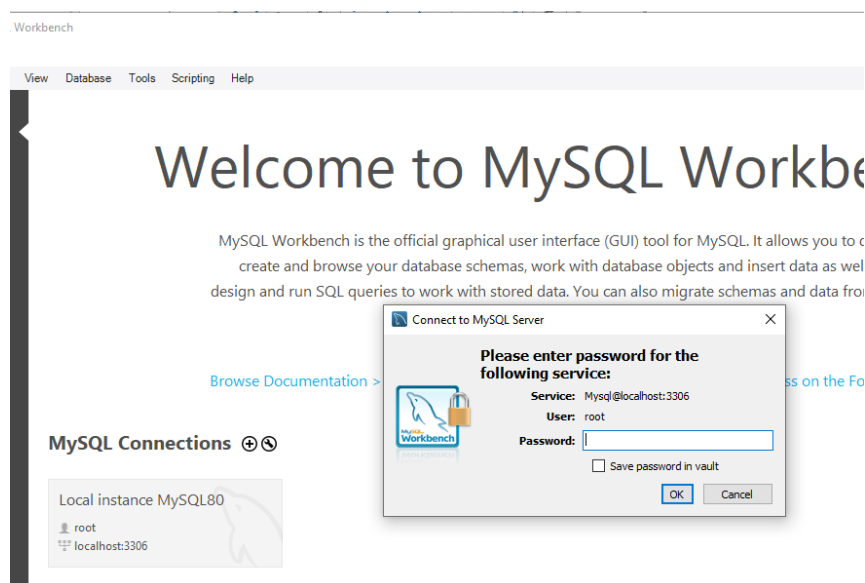 Workbench
View Database Tools Scripting Help
Welcome to MySQL Workbe
MySQL Workbench is the official graphical user interface (GUI) tool for MySQL. It allows you to
create and browse your database schemas, work with database objects and insert data as wel
design and run SQL queries to work with stored data. You can also migrate schemas and data fro
Browse Documentation >
ss on the Fo
Connect to MySQL Server
Please enter password for the
following service:
Service: Mysql@localhost:3306
User: root
Password:
Save password in vault
OK Cancel
MySQL
Workbench
MySQL Connections
Local instance MySQL80
root
localhost:3306